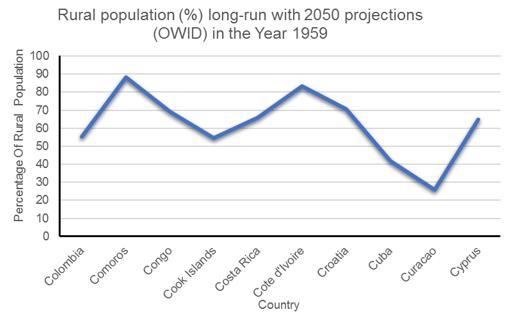 Rural population (%) long-run with 2050 projections
(OWID) in the Year 1959
Percentage Of Rural Population
100
90
80
70
60
50
40
30
20
10
0
Colombia
Comoros
Congo
Cook Islands
Costa Rica
Cote d'Ivoire
Croatia
Cuba
Curacao
Cyprus
Country